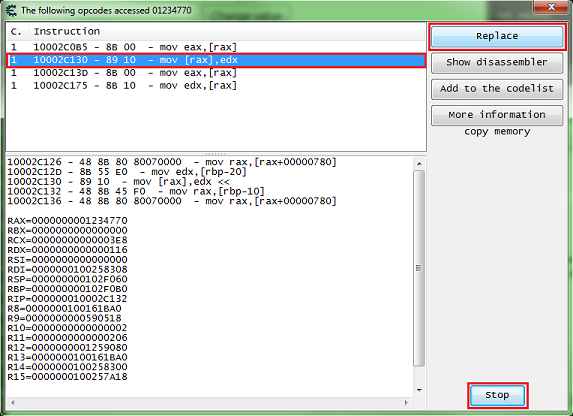 The following opcodes accessed 01234770
Change value
C. Instruction
1 10002C0B5 - 8B 00 - mov eax,[rax]
1 10002C130 - 89 10 - mov [rax],edx
1 10002C13D - 8B 00 - mov eax,[rax]
1 10002C175 - 8B 10 - mov edx,[rax]
Replace
Show disassembler
Add to the codelist
More information
copy memory
10002C126 - 48 8B 80 80070000 - mov rax,[rax+00000780]
10002C12D - 8B 55 E0 - mov edx,[rbp-20]
10002C130 - 89 10 - mov [rax],edx <<
10002C132 - 48 8B 45 F0 - mov rax,[rbp-10]
10002C136 - 48 8B 80 80070000 - mov rax,[rax+00000780]
RAX=0000000001234770
RBX=0000000000000000
RCX=00000000000003E8
RDX=0000000000000116
RSI=0000000000000000
RDI=0000000100258308
RSP=000000000102F060
RBP=000000000102F0B0
RIP=000000010002C132
R8=0000000100161BA0
R9=0000000000590518
R10=0000000000000002
R11=0000000000000206
R12=0000000001259080
R13=0000000100161BA0
R14=0000000100258300
R15=0000000100257A18
Stop